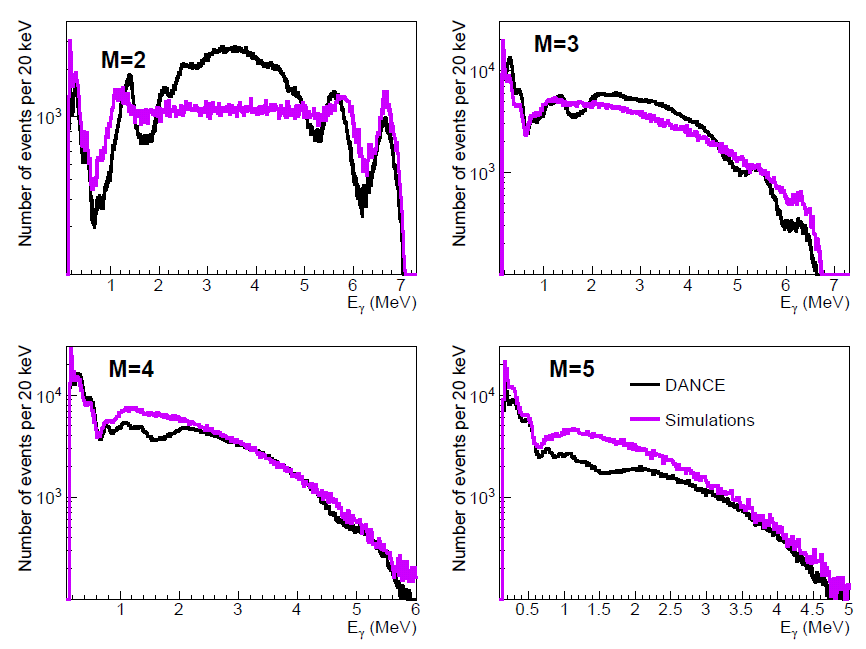 M=2
Number of events per 20 keV
10³
1 2 3 4 5 6 7
Eγ (MeV)
M=3
Number of events per 20 keV
10⁴
10³
1 2 3 4 5 6 7
Eγ (MeV)
M=4
Number of events per 20 keV
10⁴
10³
1 2 3 4 5 6
Eγ (MeV)
M=5
DANCE
Simulations
Number of events per 20 keV
10⁴
10³
0.5 1 1.5 2 2.5 3 3.5 4 4.5 5
Eγ (MeV)